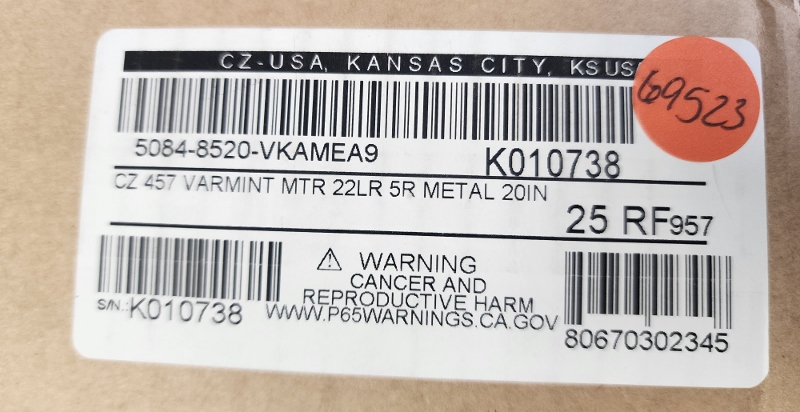 CZ-USA, KANSAS CITY, KS US
69523
5084-8520-VKAMEA9
K010738
CZ 457 VARMINT MTR 22LR 5R METAL 20IN
25 RF957
⚠ WARNING
CANCER AND
REPRODUCTIVE HARM
WWW.P65WARNINGS.CA.GOV
S/N.:K010738
80670302345